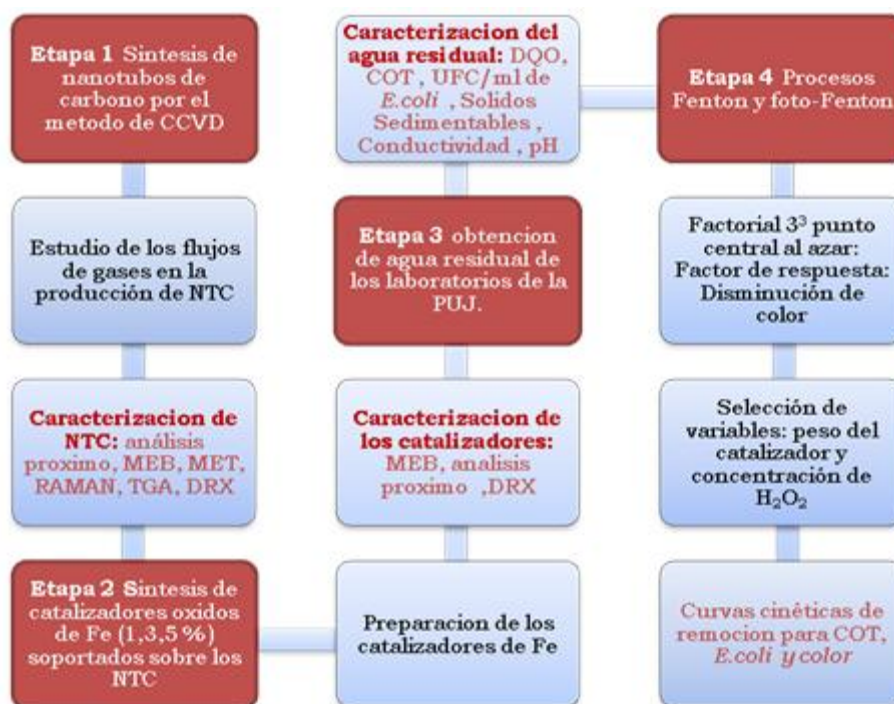 Etapa 1 Sintesis de
nanotubos de
carbono por el
metodo de CCVD
Estudio de los flujos
de gases en la
producción de NTC
Caracterizacion de
NTC: análisis
proximo, MEB, MET,
RAMAN, TGA, DRX
Etapa 2 Sintesis de
catalizadores oxidos
de Fe (1,3,5 %)
soportados sobre los
NTC
Preparacion de los
catalizadores de Fe
Caracterizacion de
los catalizadores:
MEB, analisis
proximo ,DRX
Etapa 3 obtencion
de agua residual de
los laboratorios de la
PUJ.
Caracterizacion del
agua residual: DQO,
COT , UFC/ml de
E.coli , Solidos
Sedimentables ,
Conductividad , pH
Etapa 4 Procesos
Fenton y foto-Fenton
Factorial 3³ punto
central al azar:
Factor de respuesta:
Disminución de
color
Selección de
variables: peso del
catalizador y
concentración de
H₂O₂
Curvas cinéticas de
remocion para COT,
E.coli y color